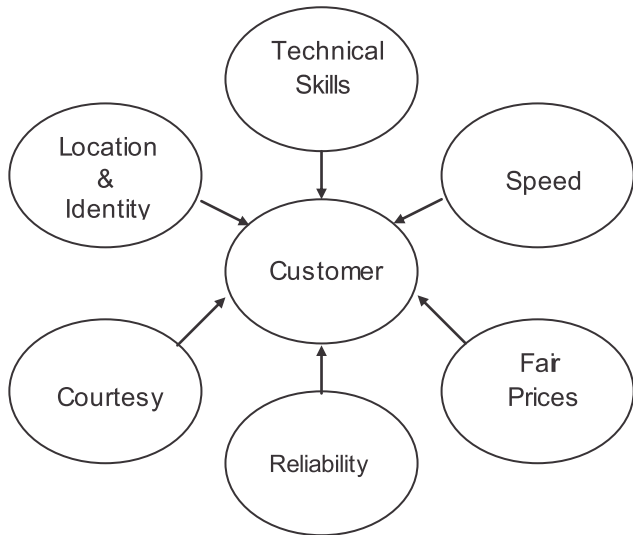 Technical
Skills
Location
&
Identity
Speed
Customer
Courtesy
Fair
Prices
Reliability